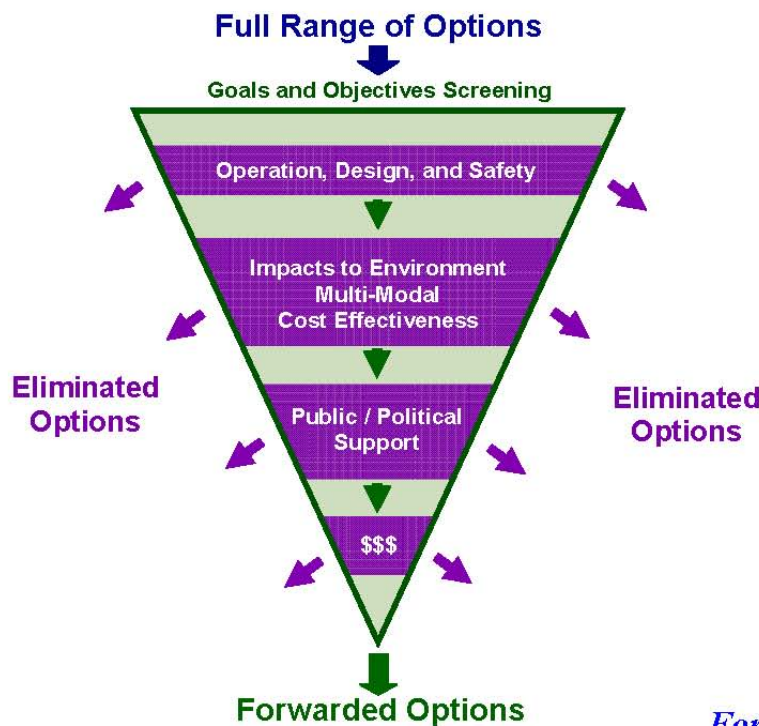 Full Range of Options
Goals and Objectives Screening
Operation, Design, and Safety
Impacts to Environment
Multi-Modal
Cost Effectiveness
Eliminated
Options
Eliminated
Options
Public / Political
Support
$$$
Forwarded Options